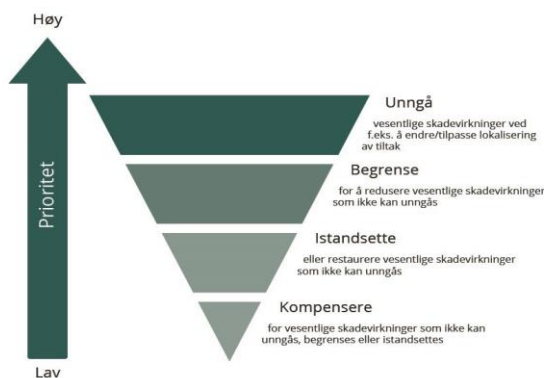 Høy
Prioritet
Unngå
vesentlige skadevirkninger ved
f.eks. å endre/tilpasse lokalisering
av tiltak
Begrense
for å redusere vesentlige skadevirkninger
som ikke kan unngås
Istandsette
eller restaurere vesentlige skadevirkninger
som ikke kan unngås
Kompensere
for vesentlige skadevirkninger som ikke kan
unngås, begrenses eller istandsettes
Lav